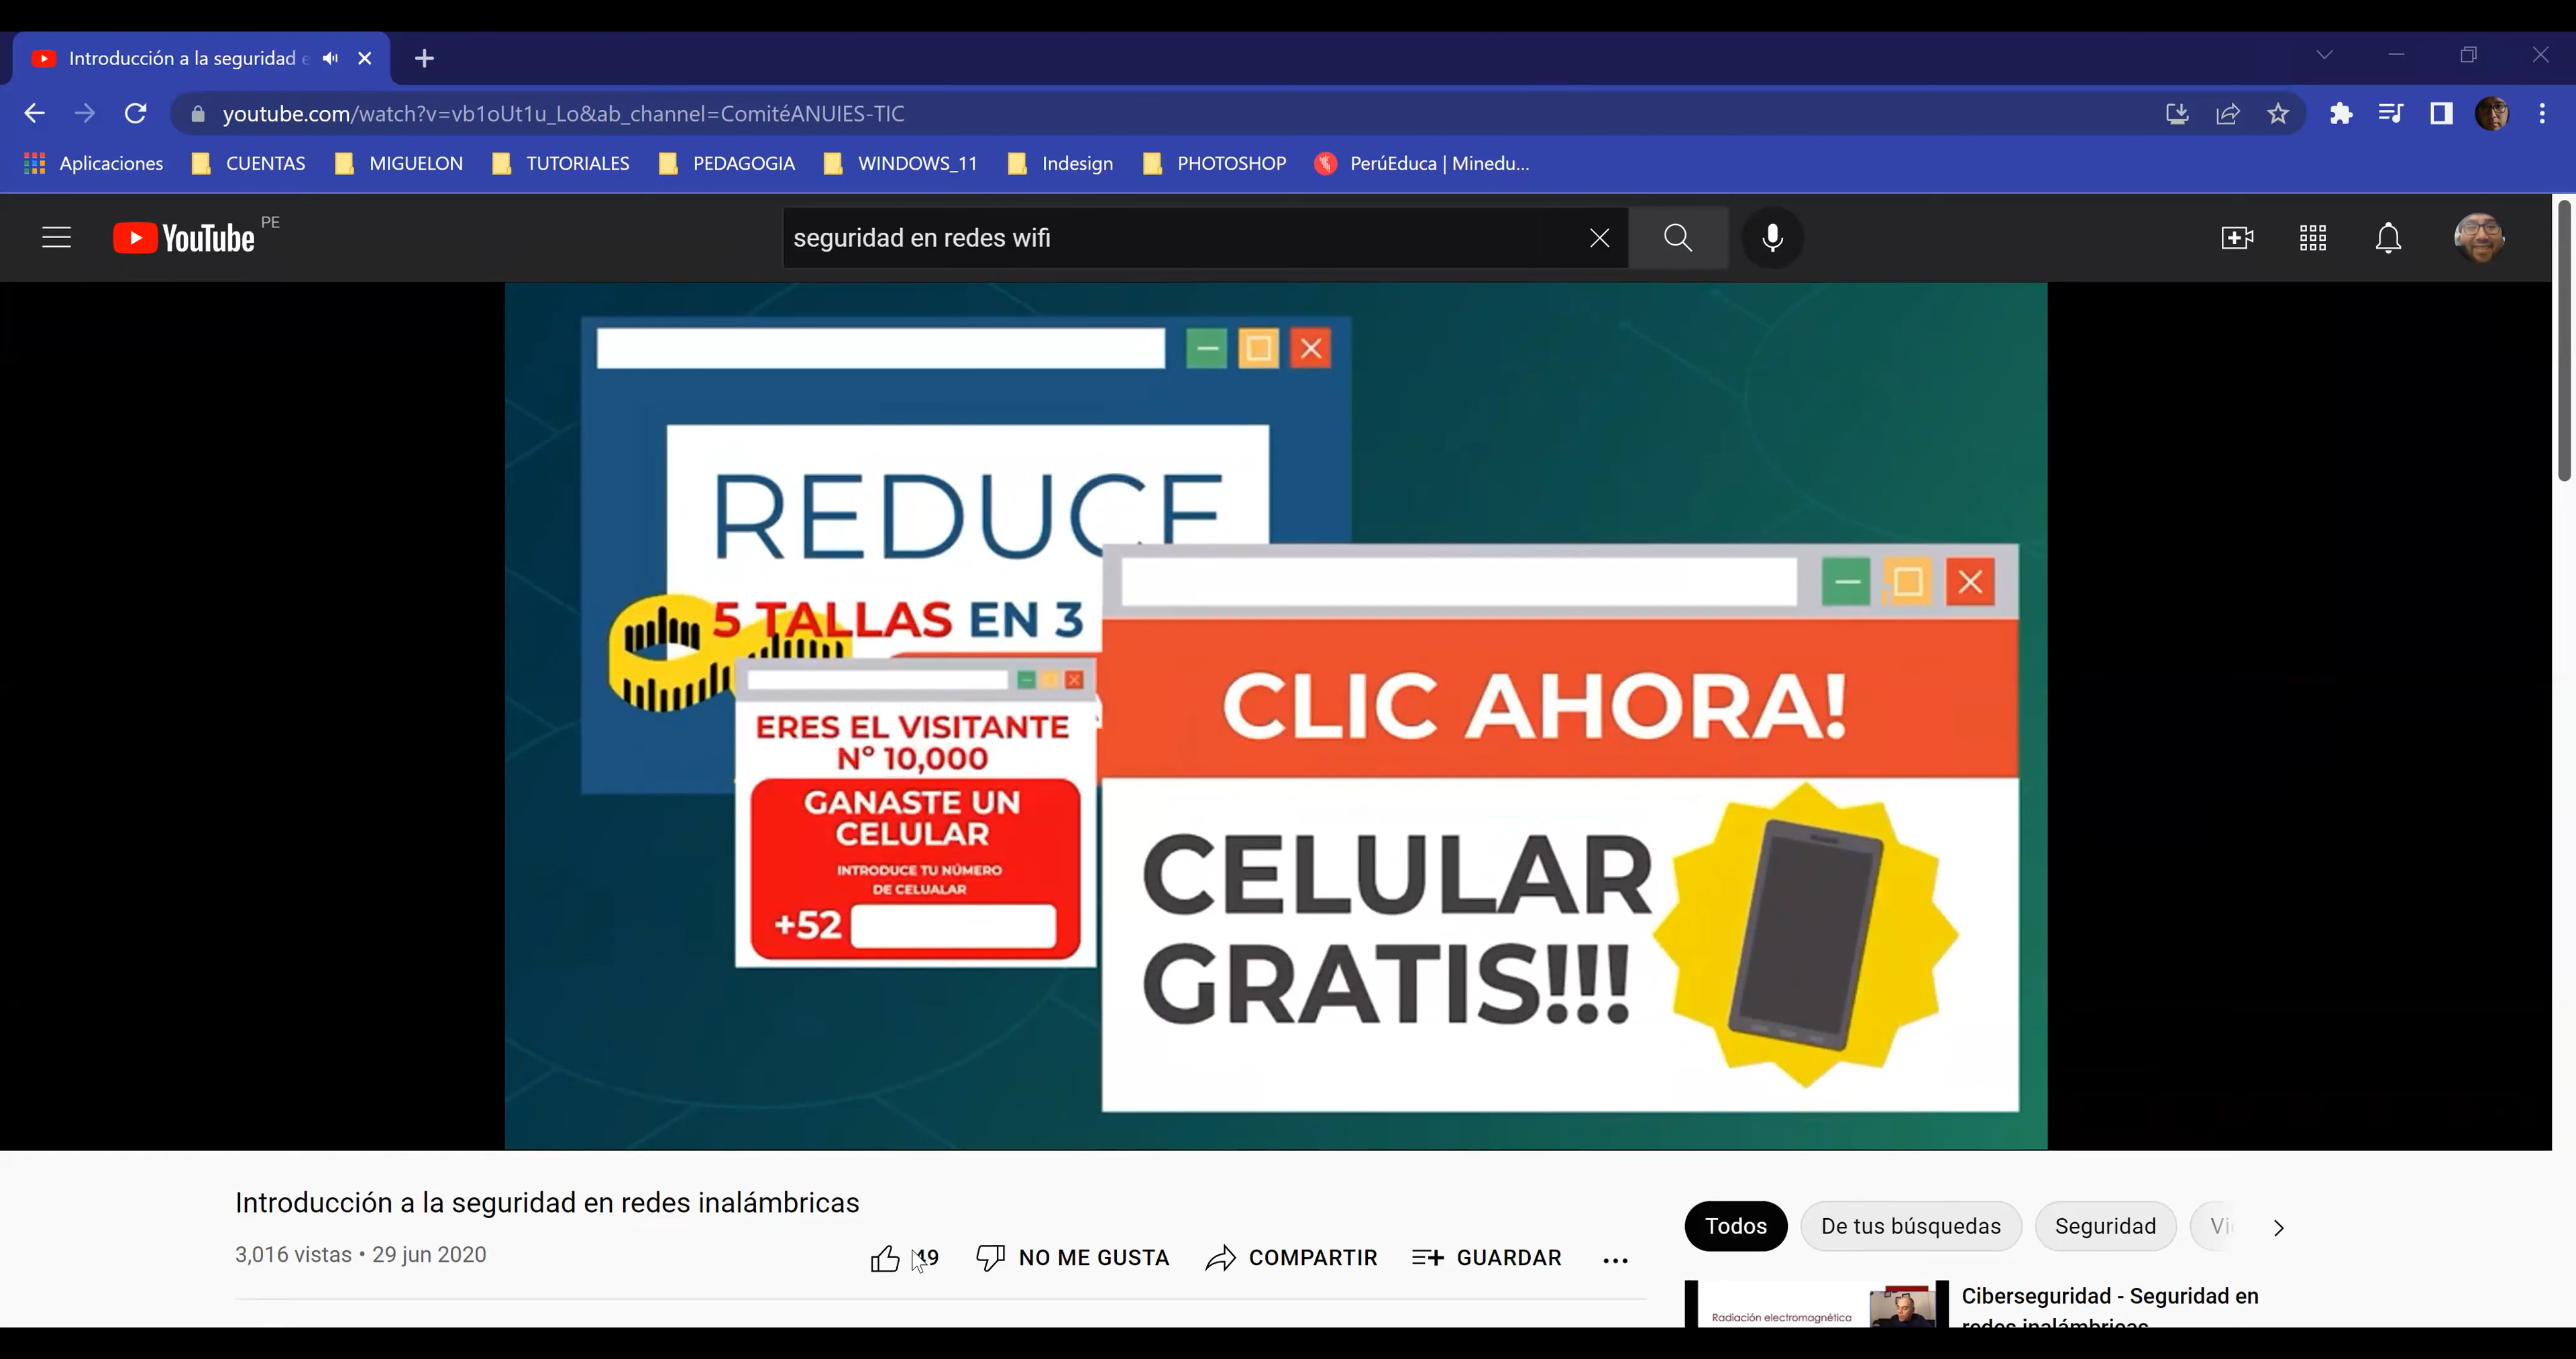 Introducción a la seguridad e
youtube.com/watch?v=vb1oUt1u_Lo&ab_channel=ComitéANUIES-TIC
Aplicaciones CUENTAS MIGUELON TUTORIALES PEDAGOGIA WINDOWS_11 Indesign PHOTOSHOP PerúEduca | Minedu...
YouTube PE
seguridad en redes wifi
REDUCE
5 TALLAS EN 3
ERES EL VISITANTE
N° 10,000
GANASTE UN
CELULAR
INTRODUCE TU NÚMERO
DE CELUALAR
+52
CLIC AHORA!
CELULAR
GRATIS!!!
Introducción a la seguridad en redes inalámbricas
3,016 vistas • 29 jun 2020
NO ME GUSTA COMPARTIR GUARDAR
Todos De tus búsquedas Seguridad
Radiación electromagnética
Ciberseguridad - Seguridad en
redes inalámbricas